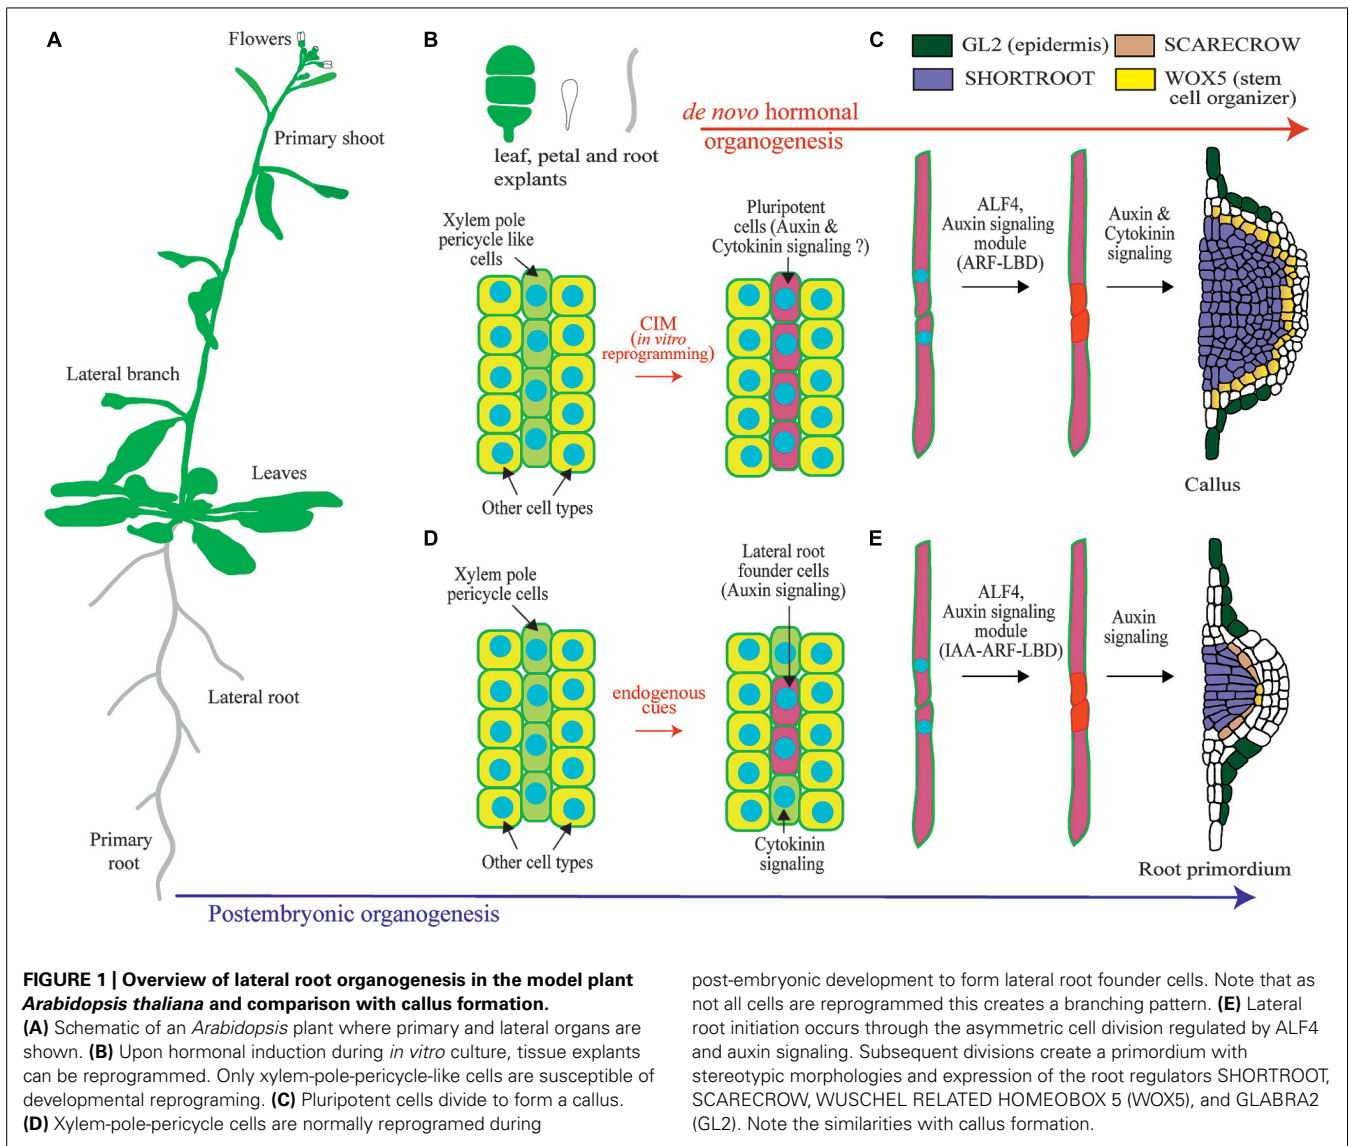 A
Flowers
Primary shoot
Lateral branch
Leaves
Lateral root
Primary
root
B
leaf, petal and root
explants
de novo hormonal
organogenesis
Xylem pole
pericycle like
cells
CIM
(in vitro
reprogramming)
Pluripotent
cells (Auxin &
Cytokinin signaling ?)
Other cell types
C
GL2 (epidermis)
SCARECROW
SHORTROOT
WOX5 (stem
cell organizer)
ALF4,
Auxin signaling
module
(ARF-LBD)
Auxin &
Cytokinin
signaling
Callus
D
Xylem pole
pericycle cells
endogenous
cues
Lateral root
founder cells
(Auxin signaling)
Other cell types
Cytokinin
signaling
E
ALF4,
Auxin signaling
module
(IAA-ARF-LBD)
Auxin
signaling
Root primordium
Postembryonic organogenesis
FIGURE 1 | Overview of lateral root organogenesis in the model plant
Arabidopsis thaliana and comparison with callus formation.
(A) Schematic of an Arabidopsis plant where primary and lateral organs are
shown. (B) Upon hormonal induction during in vitro culture, tissue explants
can be reprogrammed. Only xylem-pole-pericycle-like cells are susceptible of
developmental reprograming. (C) Pluripotent cells divide to form a callus.
(D) Xylem-pole-pericycle cells are normally reprogramed during
post-embryonic development to form lateral root founder cells. Note that as
not all cells are reprogrammed this creates a branching pattern. (E) Lateral
root initiation occurs through the asymmetric cell division regulated by ALF4
and auxin signaling. Subsequent divisions create a primordium with
stereotypic morphologies and expression of the root regulators SHORTROOT,
SCARECROW, WUSCHEL RELATED HOMEOBOX 5 (WOX5), and GLABRA2
(GL2). Note the similarities with callus formation.